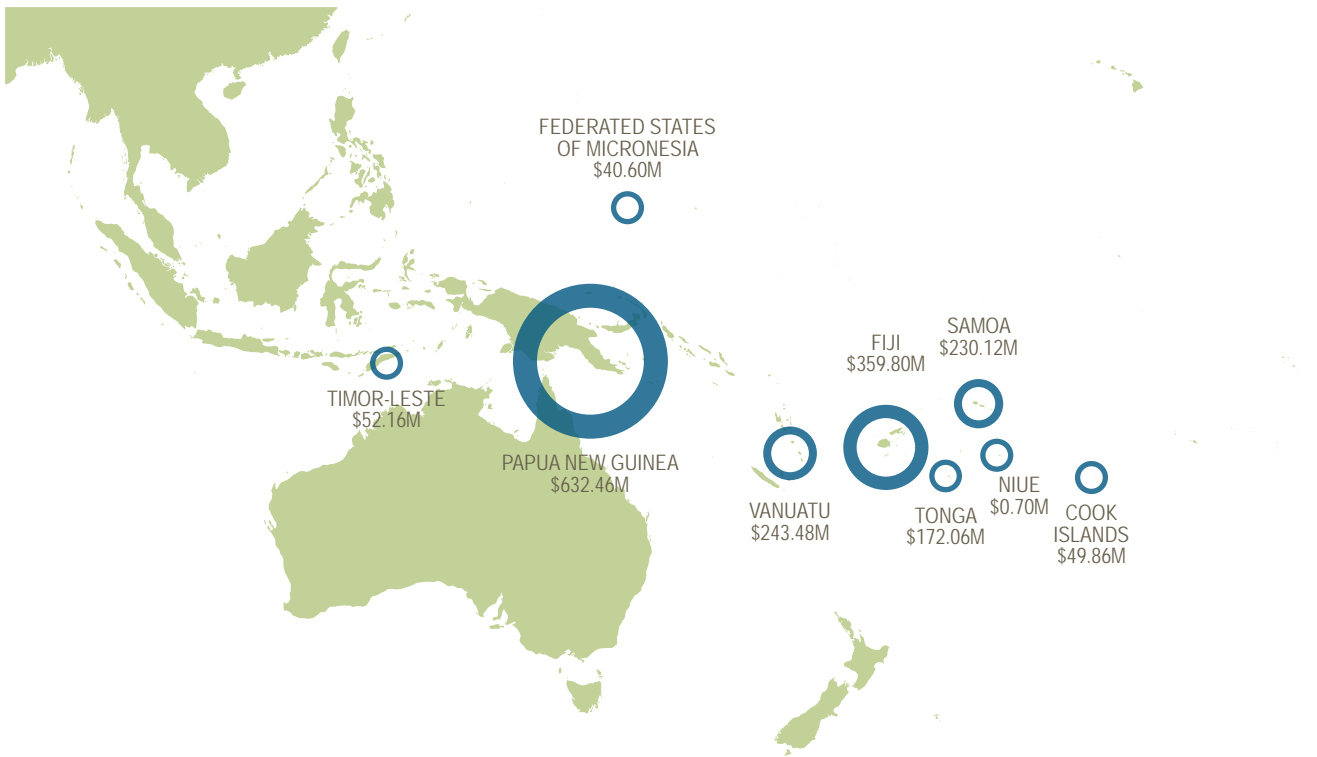 FEDERATED STATES
OF MICRONESIA
$40.60M
SAMOA
$230.12M
FIJI
$359.80M
TIMOR-LESTE
$52.16M
PAPUA NEW GUINEA
$632.46M
VANUATU
$243.48M
TONGA
$172.06M
NIUE
$0.70M
COOK
ISLANDS
$49.86M